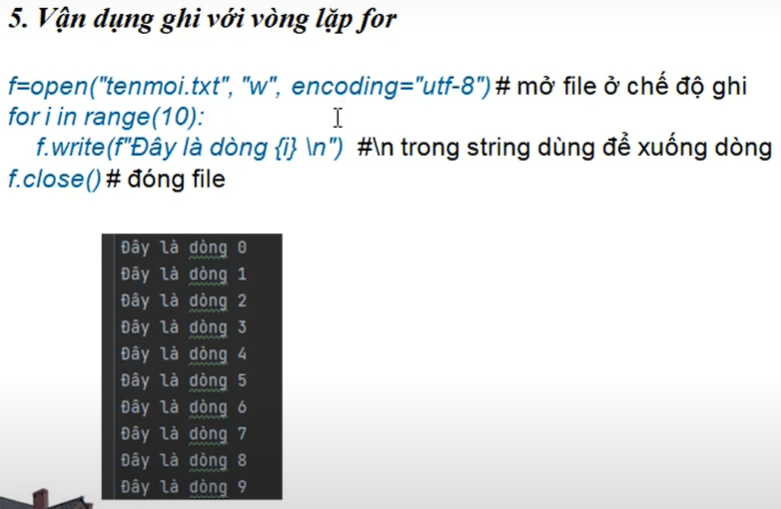 5. Vận dụng ghi với vòng lặp for
f=open("tenmoi.txt", "w", encoding="utf-8") # mở file ở chế độ ghi
for i in range(10):
f.write(f"Đây là dòng {i} \n") #\n trong string dùng để xuống dòng
f.close() # đóng file
Đây là dòng 0
Đây là dòng 1
Đây là dòng 2
Đây là dòng 3
Đây là dòng 4
Đây là dòng 5
Đây là dòng 6
Đây là dòng 7
Đây là dòng 8
Đây là dòng 9